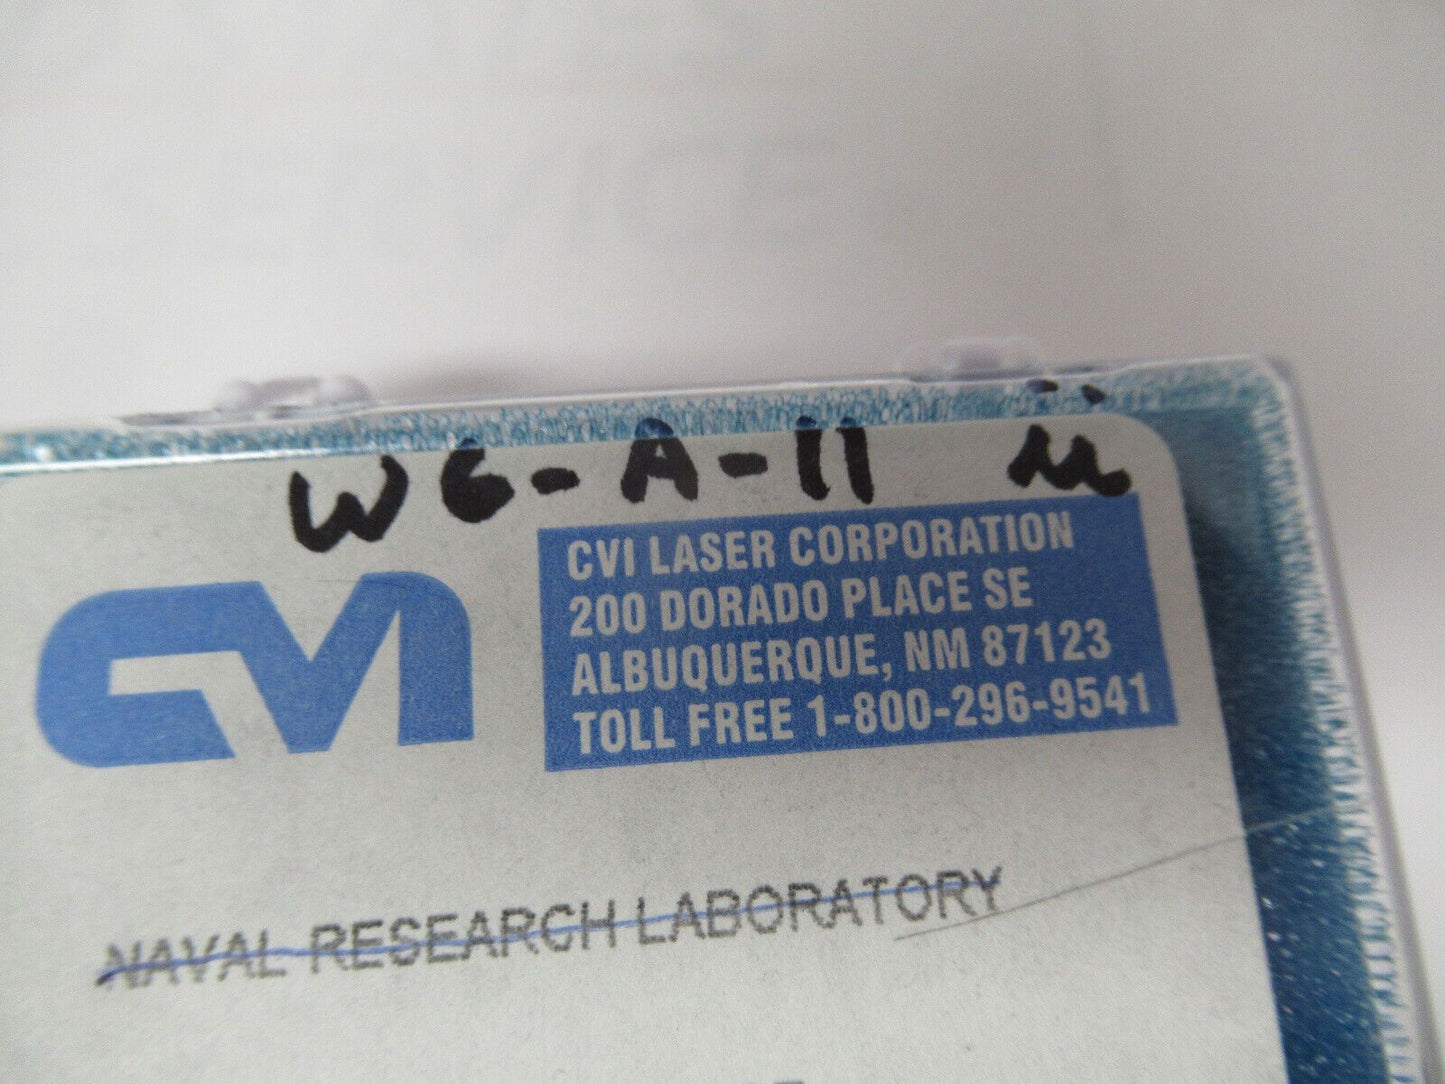 W6-A-11
CVI
CVI LASER CORPORATION
200 DORADO PLACE SE
ALBUQUERQUE, NM 87123
TOLL FREE 1-800-296-9541
NAVAL RESEARCH LABORATORY